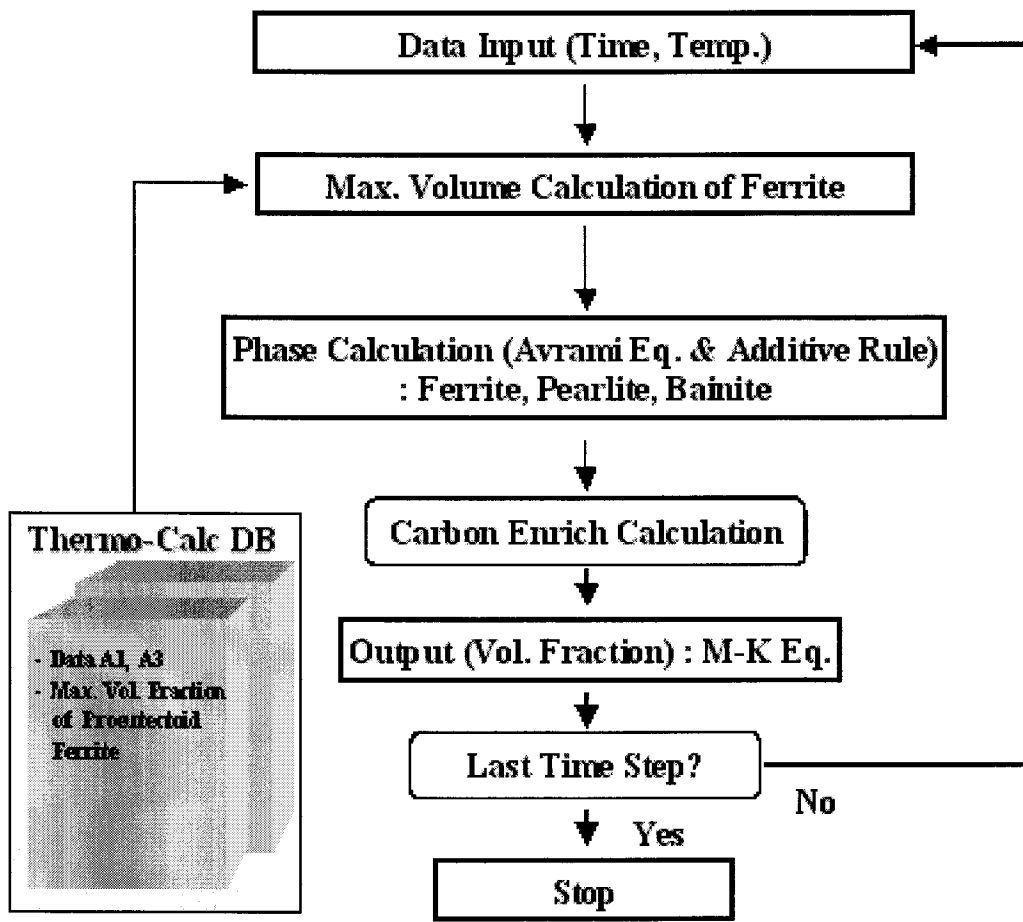 Data Input (Time, Temp.)
Max. Volume Calculation of Ferrite
Phase Calculation (Avrami Eq. & Additive Rule)
: Ferrite, Pearlite, Bainite
Carbon Enrich Calculation
Output (Vol. Fraction) : M-K Eq.
Last Time Step?
No
Yes
Stop
Thermo-Calc DB
- Data A1, A3
- Max. Vol. Fraction
of Proeutectoid
Ferrite